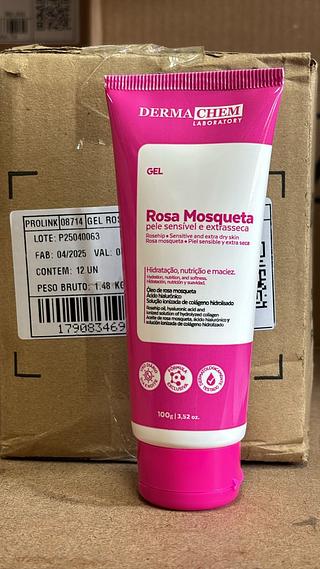 DERMACHEM
LABORATORY
GEL
Rosa Mosqueta
pele sensível e extrasseca
Rosehip • Sensitive and extra dry skin
Rosa mosqueta • Piel sensible y extra seca
Hidratação, nutrição e maciez.
Hydration, nutrition, and softness.
Hidratación, nutrición y suavidad.
Óleo de rosa mosqueta
Ácido hialurônico
Solução ionizada de colágeno hidrolisado
Rosehip oil, hyaluronic acid and
ionized solution of hydrolyzed collagen
Aceite de rosa mosqueta, ácido hialurónico y
solución ionizada de colágeno hidrolizado
FÓRMULA
EXCLUSIVA
DERMATOLOGICAMENTE
TESTADO
100g | 3,52 oz.
PROLINK 08714 GEL ROS
LOTE: P25040063
FAB: 04/2025 VAL: 0
CONTEM: 12 UN
PESO BRUTO: 1.48 KG
179083469